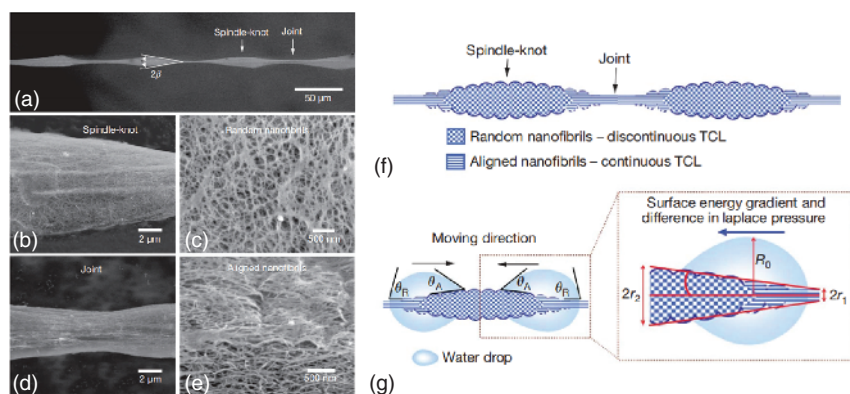 Spindle-knot
Joint
2β
50 µm
(a)
Spindle-knot
2 µm
(b)
Random nanofibrils
500 nm
(c)
Joint
2 µm
(d)
Aligned nanofibrils
500 nm
(e)
Spindle-knot
Joint
Random nanofibrils – discontinuous TCL
(f)
Aligned nanofibrils – continuous TCL
Moving direction
θR
θA
θA
θR
Water drop
Surface energy gradient and
difference in laplace pressure
R0
2r2
2r1
(g)